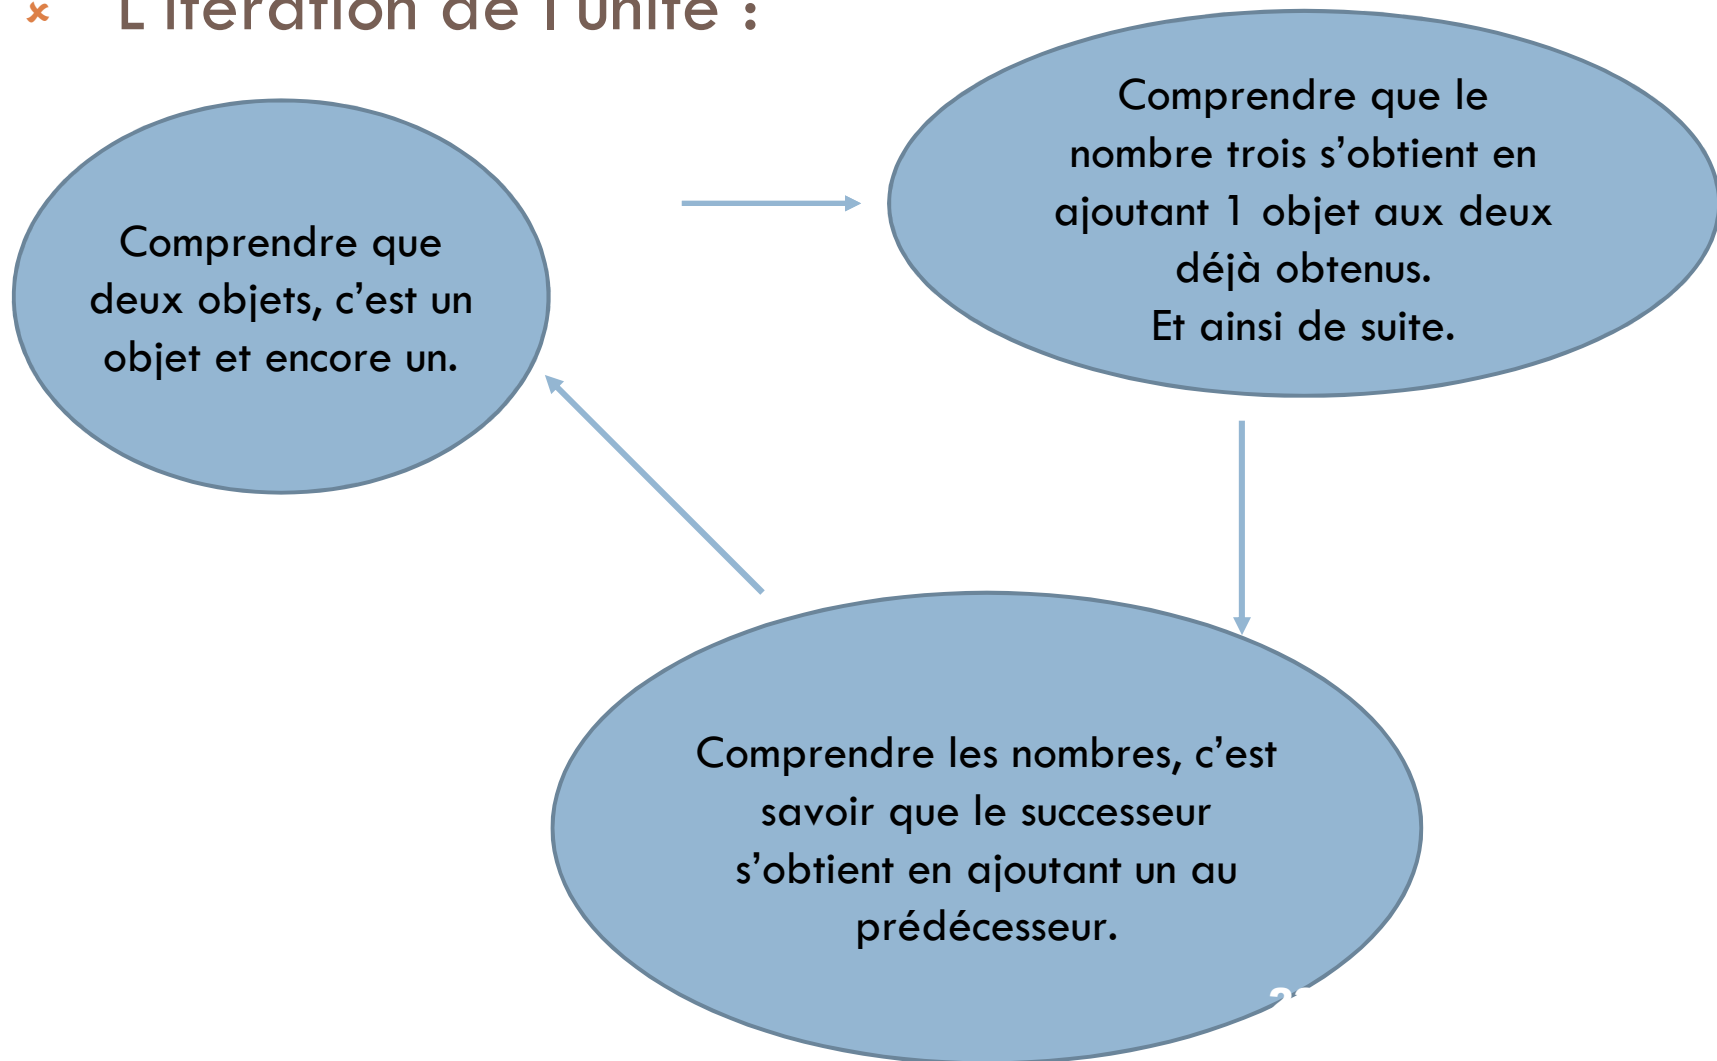 L'itération de l'unité :
Comprendre que
deux objets, c'est un
objet et encore un.
Comprendre que le
nombre trois s'obtient en
ajoutant 1 objet aux deux
déjà obtenus.
Et ainsi de suite.
Comprendre les nombres, c'est
savoir que le successeur
s'obtient en ajoutant un au
prédécesseur.